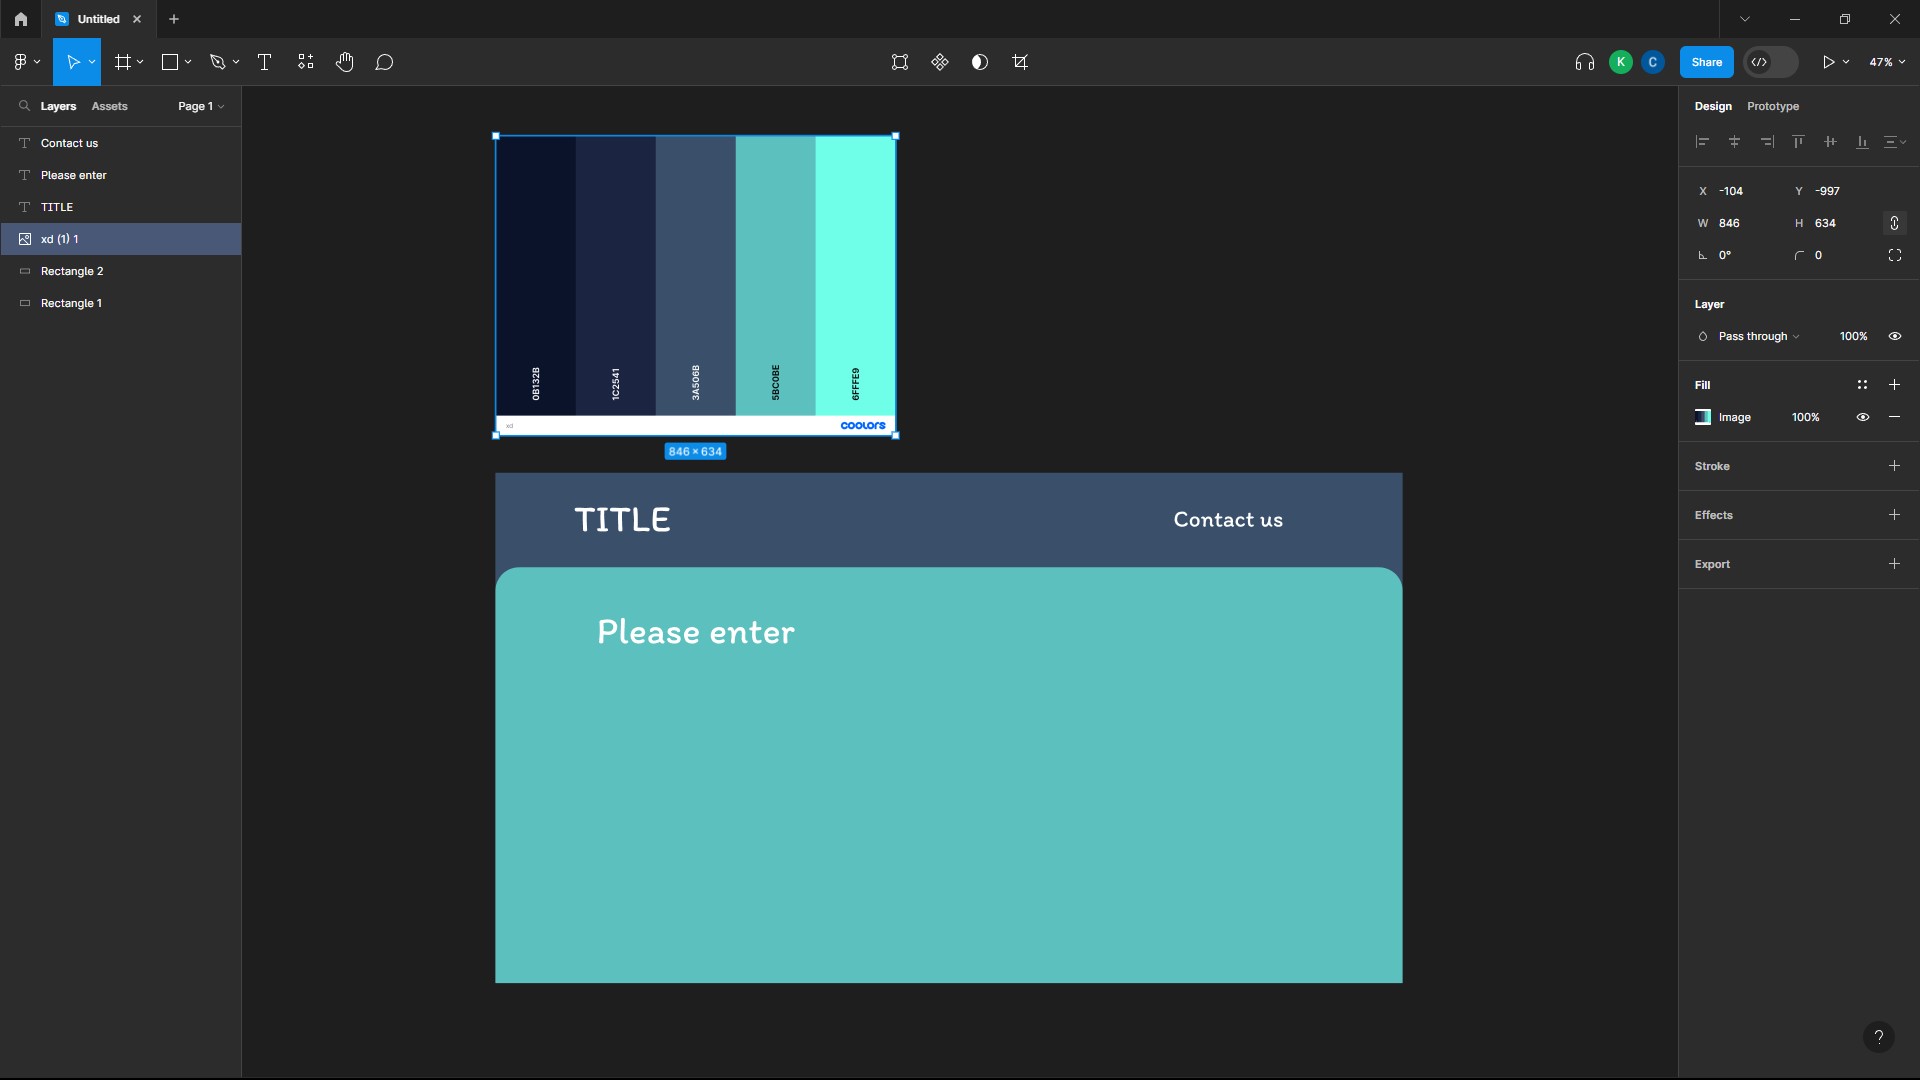 Untitled
K
C
Share
47%
Layers
Assets
Page 1
Contact us
Please enter
TITLE
xd (1) 1
Rectangle 2
Rectangle 1
0B132B
1C2541
3A506B
5BC0BE
6FFFE9
xd
coolors
846 × 634
TITLE
Contact us
Please enter
Design
Prototype
X -104
Y -997
W 846
H 634
0°
0
Layer
Pass through
100%
Fill
Image
100%
Stroke
Effects
Export
?